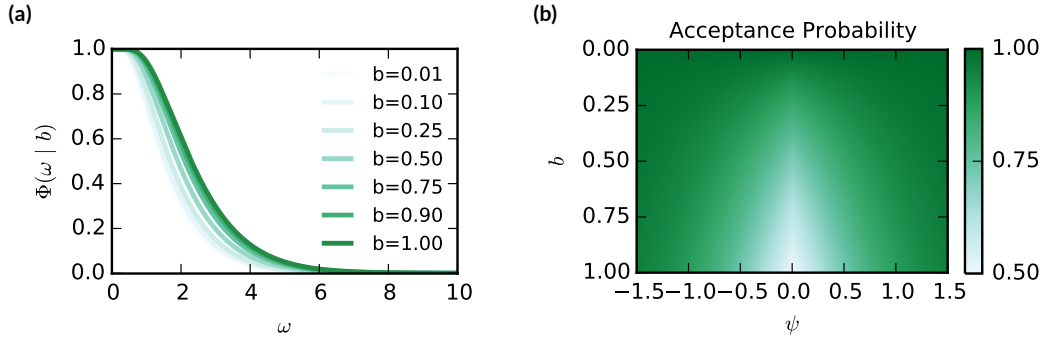 (a)
1.0
0.8
0.6
0.4
0.2
0.0
Φ(ω | b)
0 2 4 6 8 10
ω
b=0.01
b=0.10
b=0.25
b=0.50
b=0.75
b=0.90
b=1.00
(b)
Acceptance Probability
0.00
0.25
0.50
0.75
1.00
b
−1.5 −1.0 −0.5 0.0 0.5 1.0 1.5
ψ
1.00
0.75
0.50